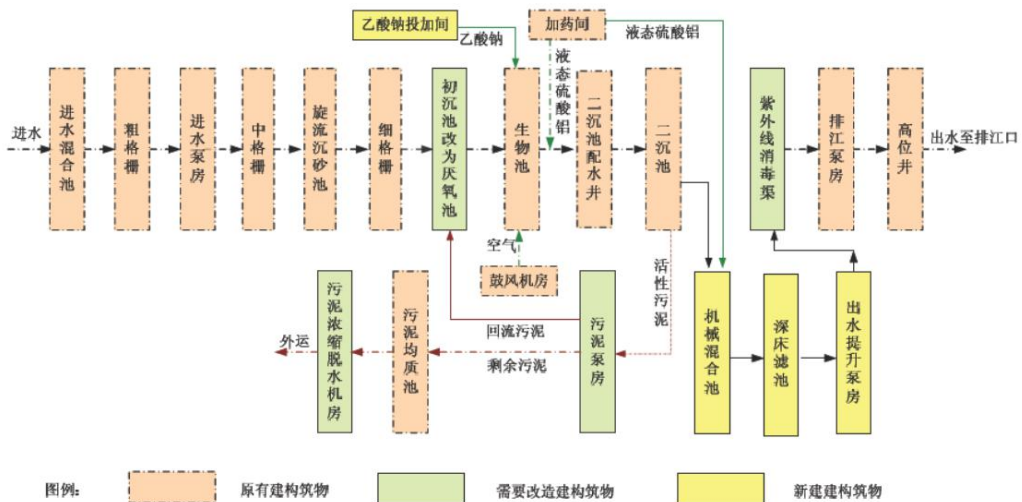 乙酸钠投加间
乙酸钠
加药间
液态硫酸铝
液态硫酸铝
进水
进水混合池
粗格栅
进水泵房
中格栅
旋流沉砂池
细格栅
初沉池改为厌氧池
生物池
二沉池配水井
二沉池
紫外线消毒渠
排江泵房
高位井
出水至排江口
空气
鼓风机房
活性污泥
外运
污泥浓缩脱水机房
污泥均质池
回流污泥
剩余污泥
污泥泵房
机械混合池
深床滤池
出水提升泵房
图例:
原有建构筑物
需要改造建构筑物
新建建构筑物